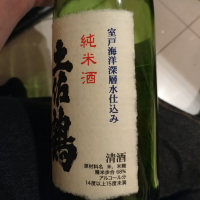 室戸海洋深層水仕込み
純米酒
土佐鶴
清酒
原材料名 米、米麹
精米歩合 68%
アルコール分
14度以上15度未満